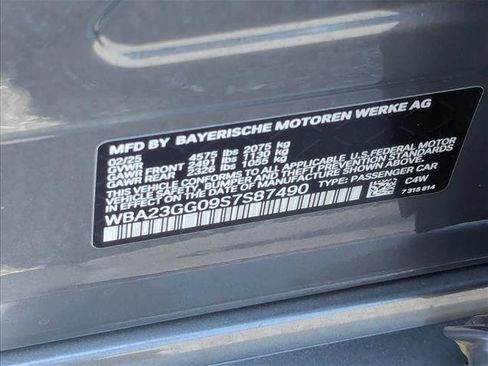 MFD BY BAYERISCHE MOTOREN WERKE AG
02/25
GVWR 4575 lbs 2075 kg
GAWR FRONT 2491 lbs 1130 kg
GAWR REAR 2326 lbs 1055 kg
THIS VEHICLE CONFORMS TO ALL APPLICABLE U.S. FEDERAL MOTOR
VEHICLE SAFETY, BUMPER, AND THEFT PREVENTION STANDARDS
IN EFFECT ON THE DATE OF MANUFACTURE SHOWN ABOVE.
WBA23GG09S7S87490 TYPE: PASSENGER CAR
C4W
7 315 014